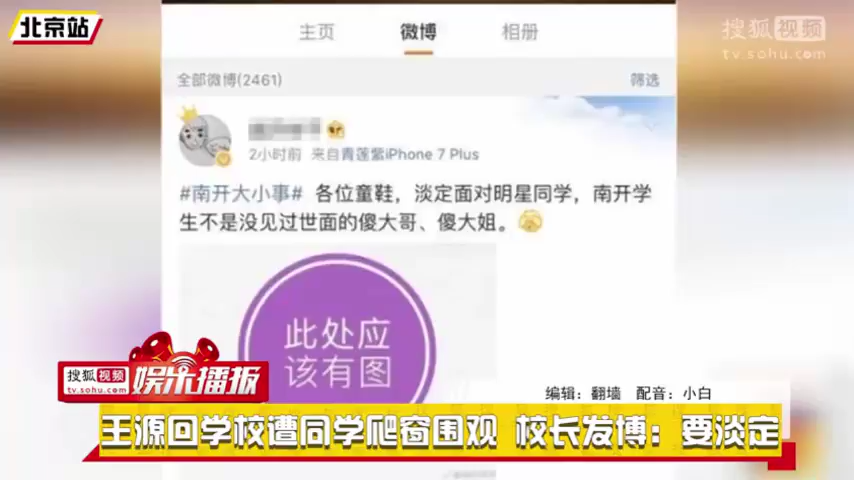 北京站
搜狐视频
tv.sohu.com
主页 微博 相册
全部微博(2461) 筛选
2小时前 来自青莲紫iPhone 7 Plus
#南开大小事# 各位童鞋，淡定面对明星同学，南开学
生不是没见过世面的傻大哥、傻大姐。
此处应
该有图
搜狐视频
tv.sohu.com
娱乐播报
编辑：翻墙 配音：小白
王源回学校遭同学爬窗围观 校长发博：要淡定